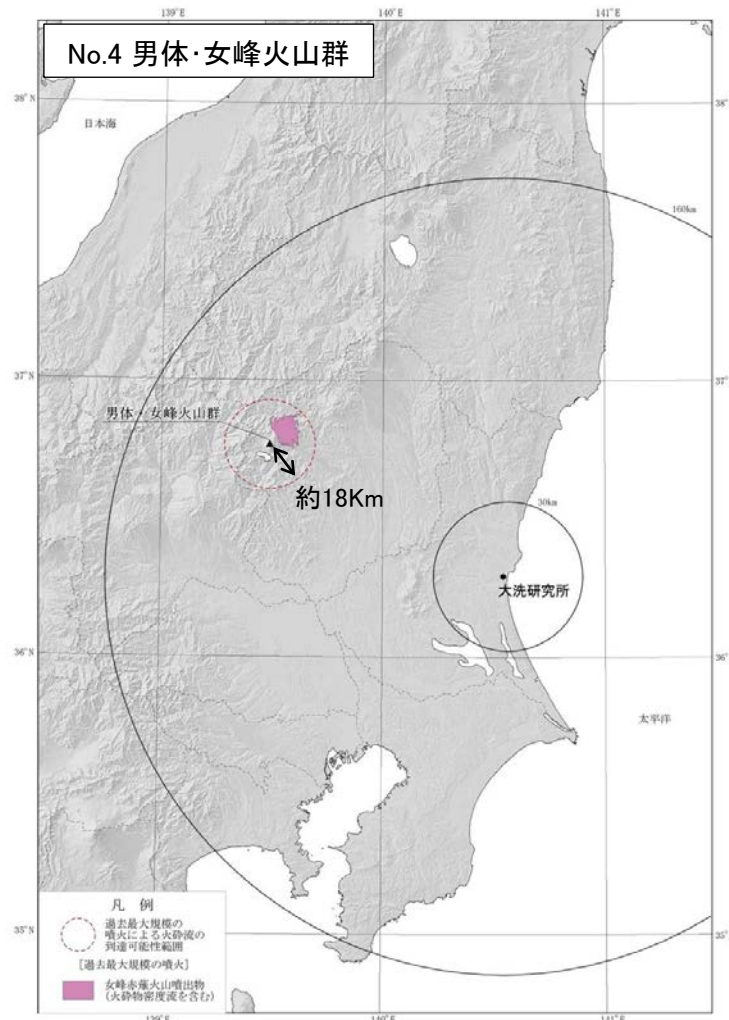 No.4 男体・女峰火山群
139°E
140°E
141°E
38°N
38°
日本海
160km
37°N
37°
男体・女峰火山群
約18Km
30km
大洗研究所
36°N
36°
太平洋
35°N
35°
凡 例
過去最大規模の
噴火による火砕流の
到達可能性範囲
[過去最大規模の噴火]
女峰赤薙火山噴出物
(火砕物密度流を含む)
139°E
140°E
141°E